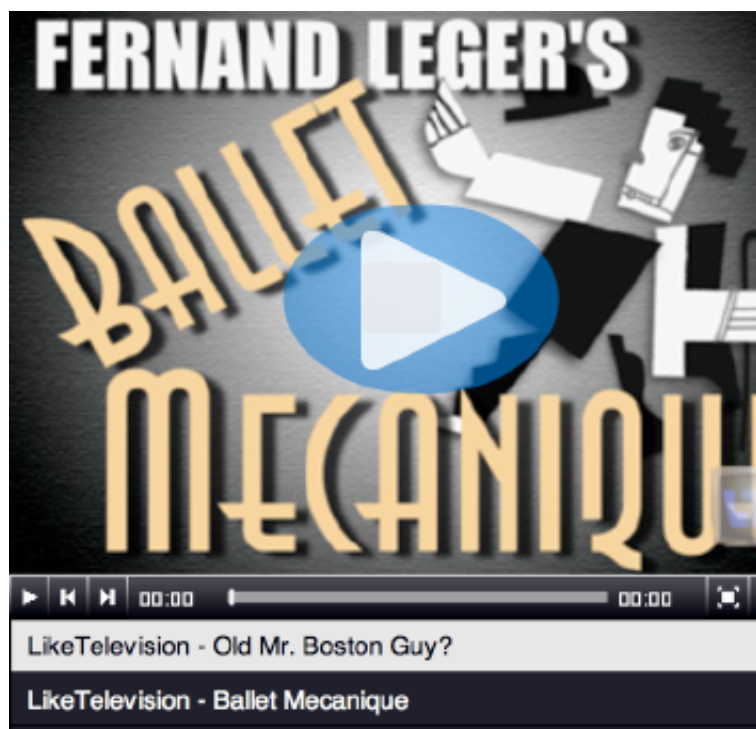 FERNAND LEGER'S
BALLET
MECANIQU
00:00 00:00
LikeTelevision - Old Mr. Boston Guy?
LikeTelevision - Ballet Mecanique